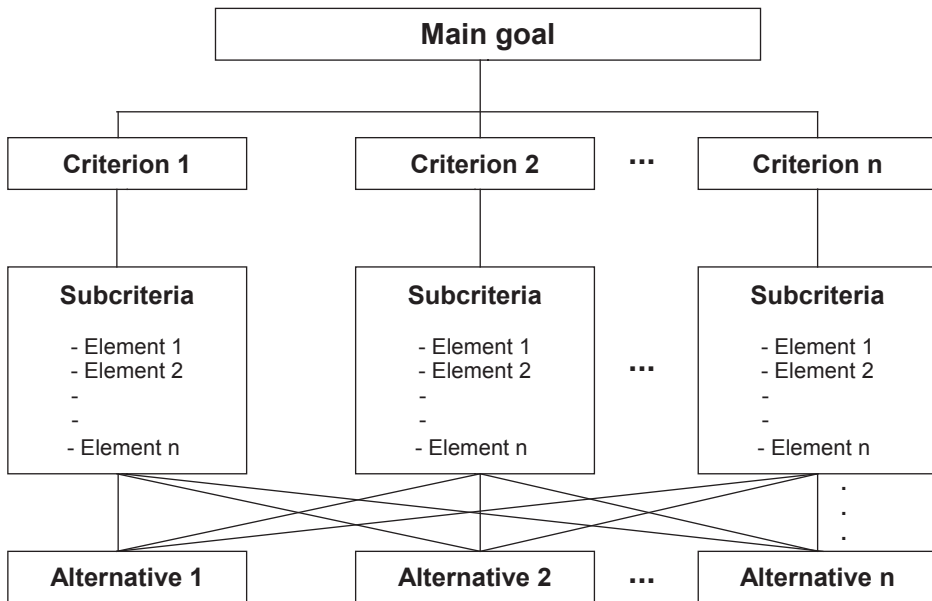 Main goal
Criterion 1 Criterion 2 ... Criterion n
Subcriteria Subcriteria Subcriteria
- Element 1 - Element 1 - Element 1
- Element 2 - Element 2 ... - Element 2
- - -
- - -
- Element n - Element n - Element n
.
.
.
Alternative 1 Alternative 2 ... Alternative n